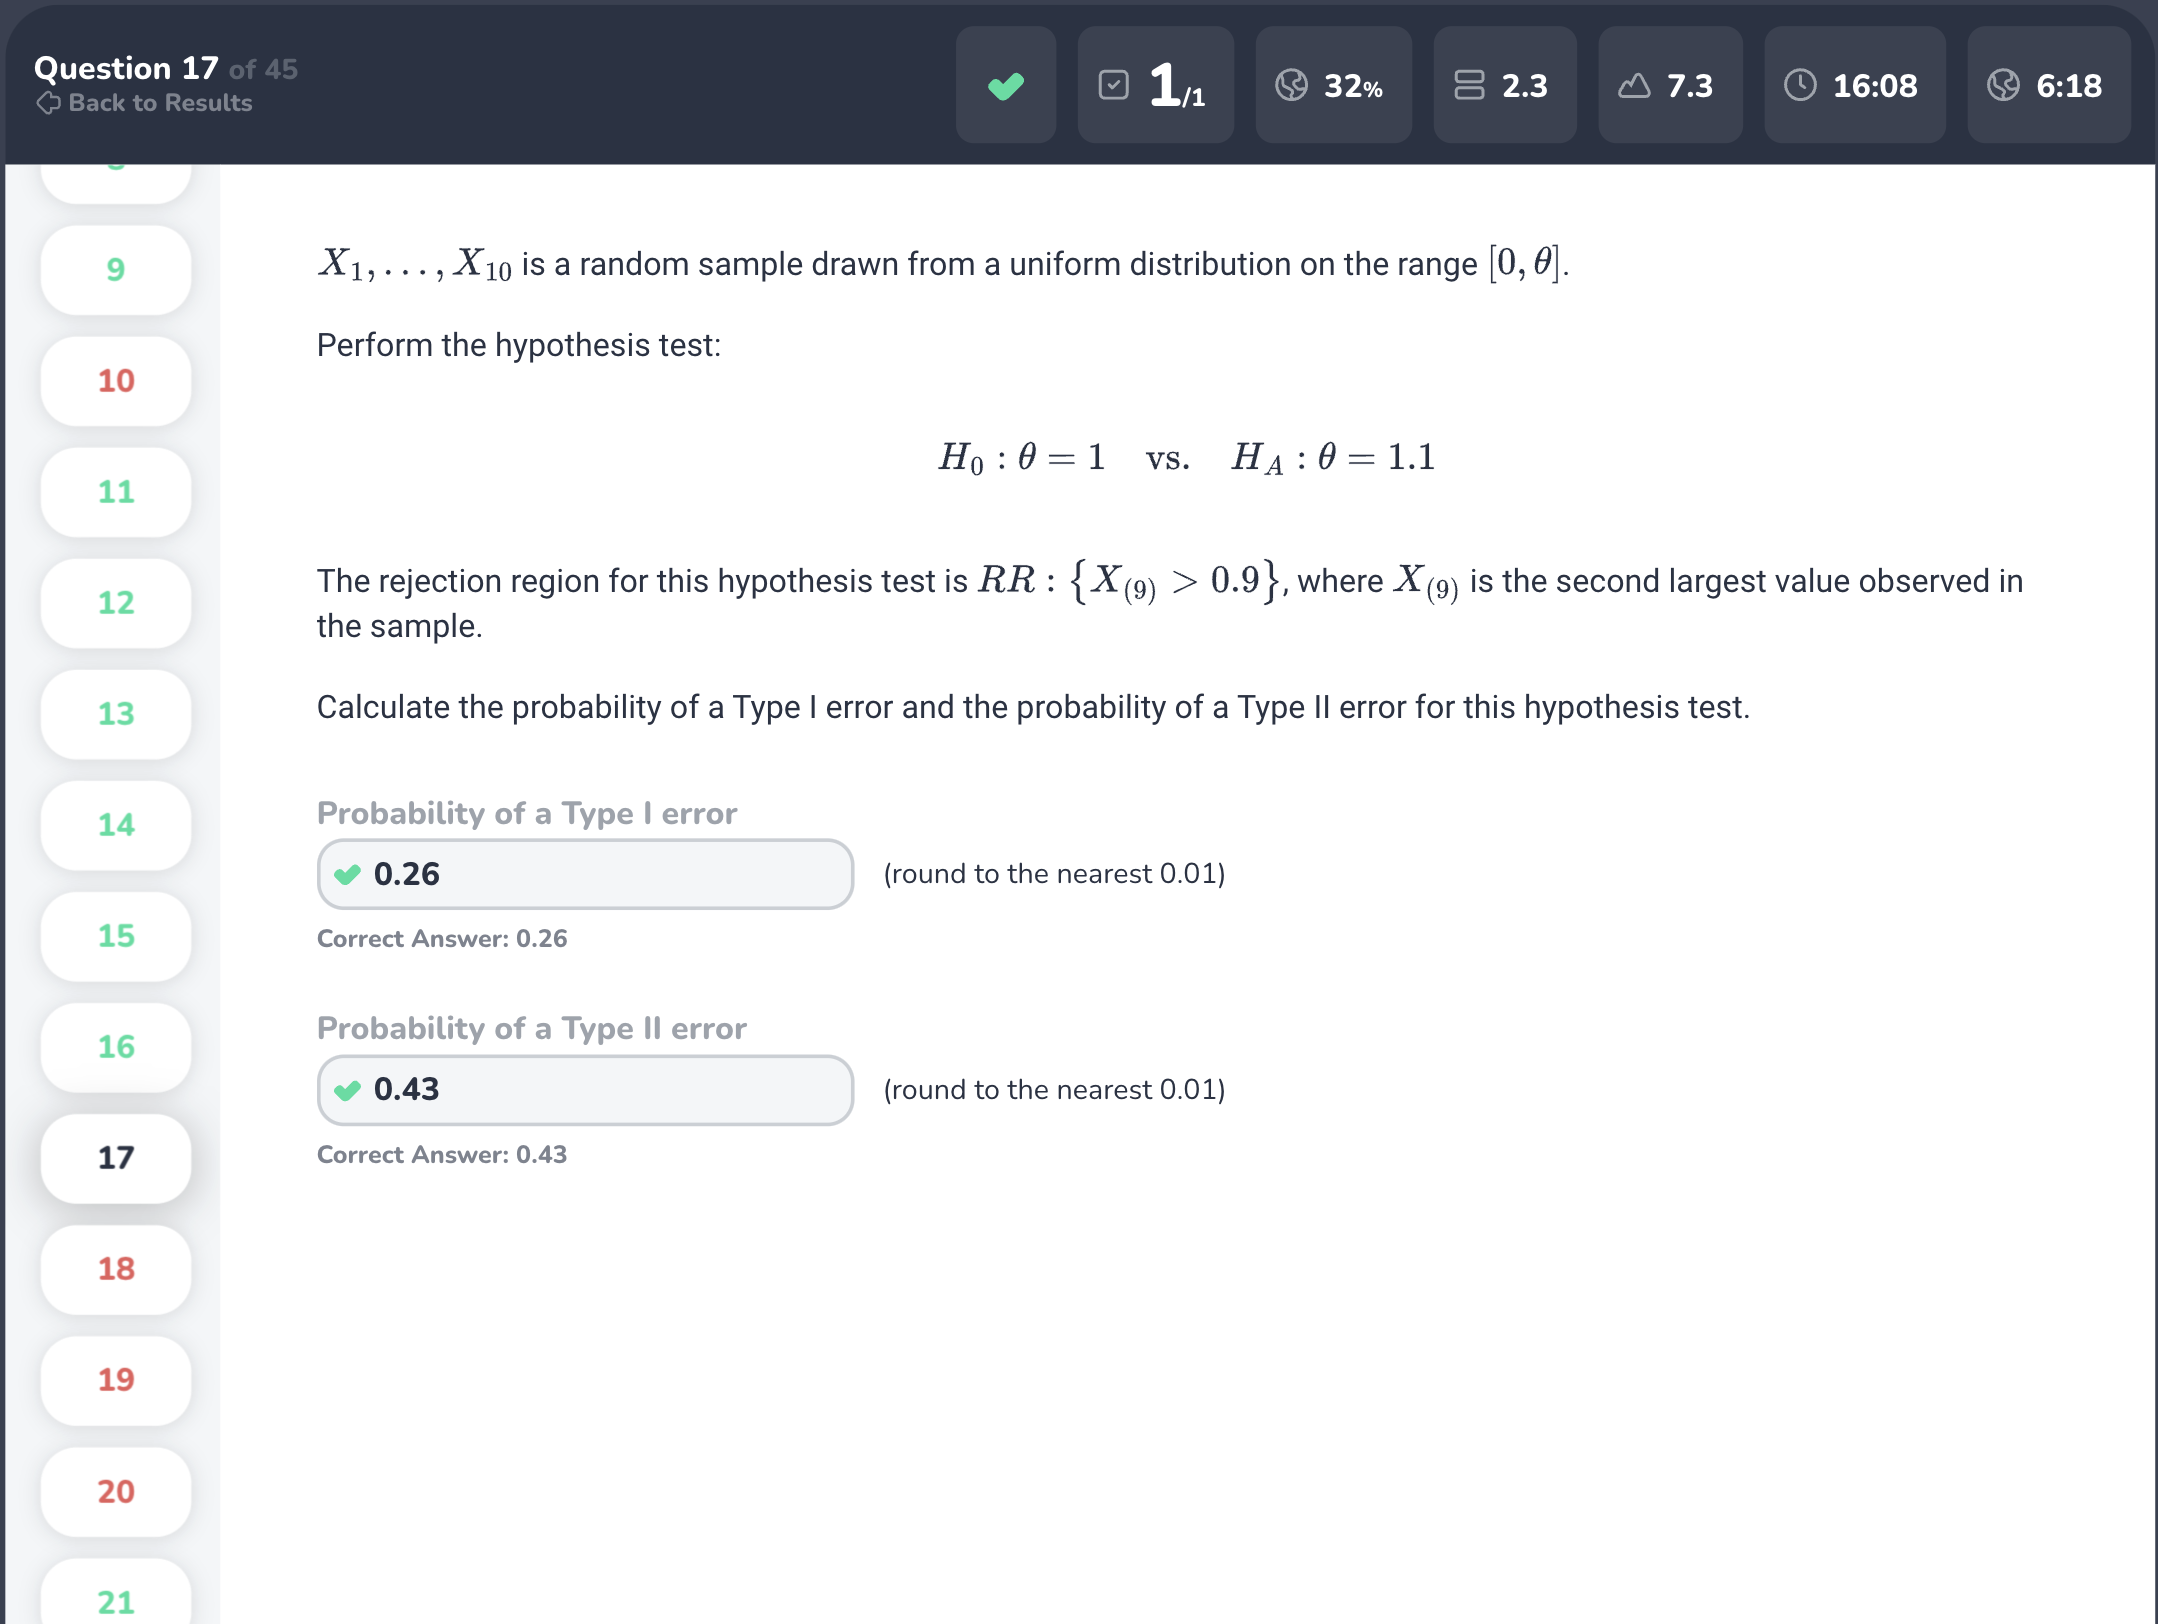 Question 17 of 45
Back to Results
1/1
32%
2.3
7.3
16:08
6:18
9
10
11
12
13
14
15
16
17
18
19
20
21
X₁, . . . , X₁₀ is a random sample drawn from a uniform distribution on the range [0, θ].
Perform the hypothesis test:
H₀ : θ = 1 vs. H_A : θ = 1.1
The rejection region for this hypothesis test is RR : {X₍₉₎ > 0.9}, where X₍₉₎ is the second largest value observed in
the sample.
Calculate the probability of a Type I error and the probability of a Type II error for this hypothesis test.
Probability of a Type I error
0.26 (round to the nearest 0.01)
Correct Answer: 0.26
Probability of a Type II error
0.43 (round to the nearest 0.01)
Correct Answer: 0.43